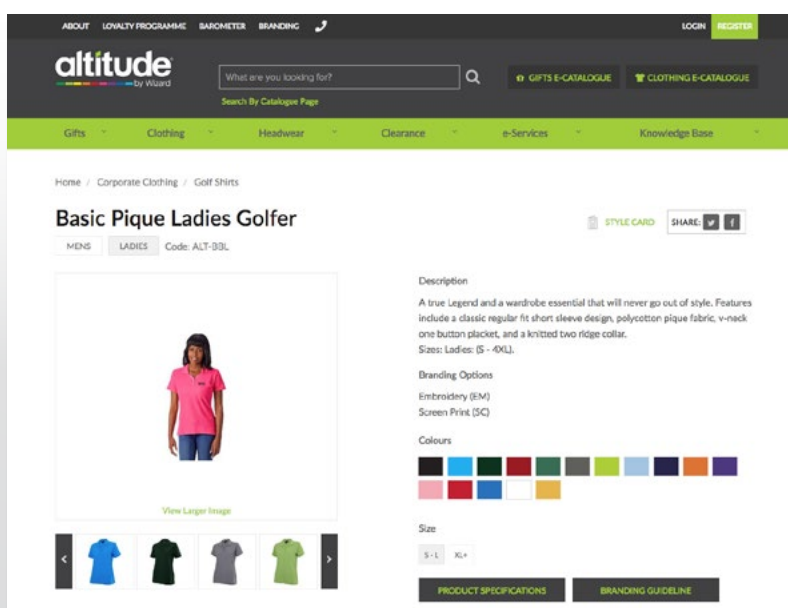 ABOUT LOYALTY PROGRAMME BAROMETER BRANDING LOGIN REGISTER
altitude
by Wizard
What are you looking for?
GIFTS E-CATALOGUE CLOTHING E-CATALOGUE
Search By Catalogue Page
Gifts Clothing Headwear Clearance e-Services Knowledge Base
Home / Corporate Clothing / Golf Shirts
Basic Pique Ladies Golfer
STYLE CARD SHARE:
MENS LADIES Code: ALT-BBL
Description
A true Legend and a wardrobe essential that will never go out of style. Features
include a classic regular fit short sleeve design, polycotton pique fabric, v-neck
one button placket, and a knitted two ridge collar.
Sizes: Ladies: (S - 4XL).
Branding Options
Embroidery (EM)
Screen Print (SC)
Colours
View Larger Image
Size
S - L XL+
PRODUCT SPECIFICATIONS BRANDING GUIDELINE